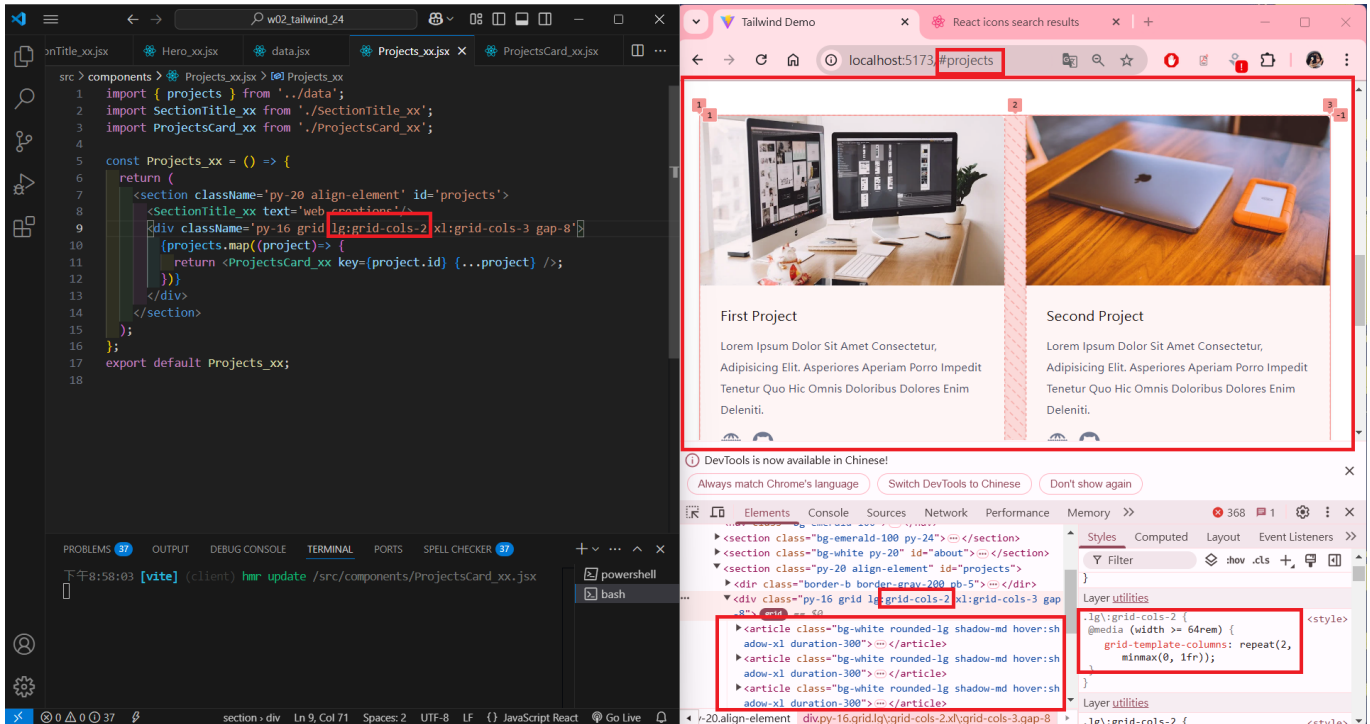 w02_tailwind_24
onTitle_xx.jsx Hero_xx.jsx data.jsx Projects_xx.jsx ProjectsCard_xx.jsx
src > components > Projects_xx.jsx > Projects_xx
1 import { projects } from '../data';
2 import SectionTitle_xx from './SectionTitle_xx';
3 import ProjectsCard_xx from './ProjectsCard_xx';
4
5 const Projects_xx = () => {
6 return (
7 <section className='py-20 align-element' id='projects'>
8 <SectionTitle_xx text='web creations'/>
9 <div className='py-16 grid lg:grid-cols-2 xl:grid-cols-3 gap-8'>
10 {projects.map((project)=> {
11 return <ProjectsCard_xx key={project.id} {...project} />;
12 })}
13 </div>
14 </section>
15 );
16 };
17 export default Projects_xx;
18
PROBLEMS 37 OUTPUT DEBUG CONSOLE TERMINAL PORTS SPELL CHECKER 37
下午8:58:03 [vite] (client) hmr update /src/components/ProjectsCard_xx.jsx
powershell
bash
0 0 37 section > div Ln 9, Col 71 Spaces: 2 UTF-8 LF {} JavaScript React Go Live
Tailwind Demo React icons search results
localhost:5173/#projects
1 2 3
1 -1
First Project
Lorem Ipsum Dolor Sit Amet Consectetur,
Adipisicing Elit. Asperiores Aperiam Porro Impedit
Tenetur Quo Hic Omnis Doloribus Dolores Enim
Deleniti.
Second Project
Lorem Ipsum Dolor Sit Amet Consectetur,
Adipisicing Elit. Asperiores Aperiam Porro Impedit
Tenetur Quo Hic Omnis Doloribus Dolores Enim
Deleniti.
DevTools is now available in Chinese!
Always match Chrome's language Switch DevTools to Chinese Don't show again
Elements Console Sources Network Performance Memory 368 1
<section class="bg-emerald-100 py-24">…</section>
<section class="bg-white py-20" id="about">…</section>
<section class="py-20 align-element" id="projects">
<dir class="border-b border-gray-200 pb-5">…</dir>
<div class="py-16 grid lg:grid-cols-2 xl:grid-cols-3 gap
-8"> grid == $0
<article class="bg-white rounded-lg shadow-md hover:sh
adow-xl duration-300">…</article>
<article class="bg-white rounded-lg shadow-md hover:sh
adow-xl duration-300">…</article>
<article class="bg-white rounded-lg shadow-md hover:sh
adow-xl duration-300">…</article>
y-20.align-element div.py-16.grid.lg\:grid-cols-2.xl\:grid-cols-3.gap-8
Styles Computed Layout Event Listeners
Filter :hov .cls
}
Layer utilities
.lg\:grid-cols-2 { <style>
@media (width >= 64rem) {
grid-template-columns: repeat(2,
minmax(0, 1fr));
}
}
Layer utilities
.lg\:grid-cols-2 { <style>